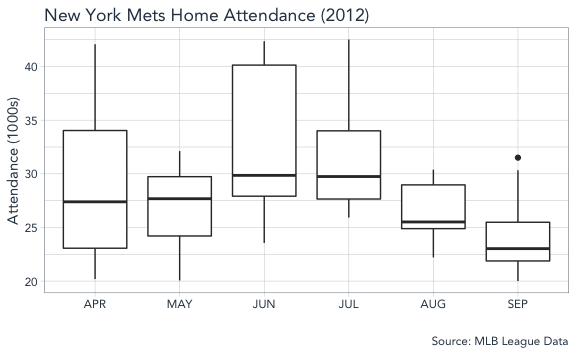 New York Mets Home Attendance (2012)
Attendance (1000s)
40
35
30
25
20
APR MAY JUN JUL AUG SEP
Source: MLB League Data